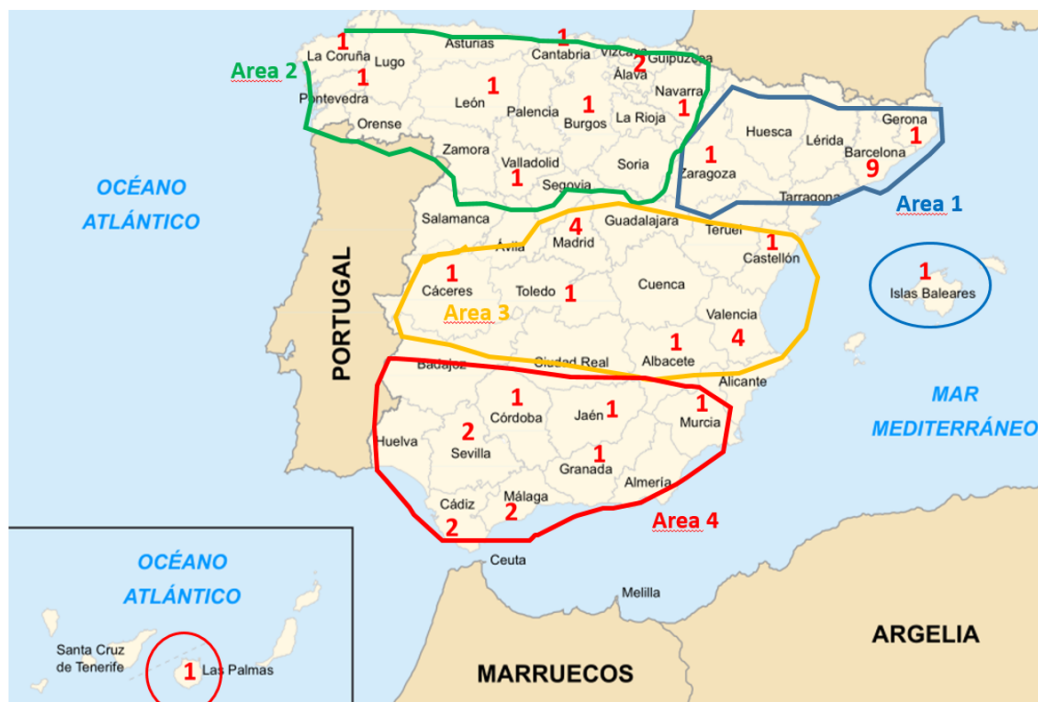 1
La Coruña
Lugo
Asturias
1
Cantabria
Vizcaya
Guipúzcoa
2
Álava
Area 2
1
Pontevedra
León
1
Palencia
1
Burgos
Navarra
1
La Rioja
Orense
Zamora
Valladolid
1
Soria
Segovia
Huesca
Lérida
Gerona
1
Barcelona
9
1
Zaragoza
Tarragona
Area 1
OCÉANO
ATLÁNTICO
Salamanca
Ávila
4
Madrid
Guadalajara
Teruel
1
Castellón
1
Cáceres
Toledo
1
Cuenca
Area 3
Valencia
4
1
Albacete
1
Islas Baleares
PORTUGAL
Badajoz
Ciudad Real
Alicante
MAR
MEDITERRÁNEO
1
Córdoba
Jaén
1
1
Murcia
Huelva
2
Sevilla
1
Granada
Almería
Cádiz
2
Málaga
2
Area 4
Ceuta
Melilla
OCÉANO
ATLÁNTICO
Santa Cruz
de Tenerife
1
Las Palmas
MARRUECOS
ARGELIA